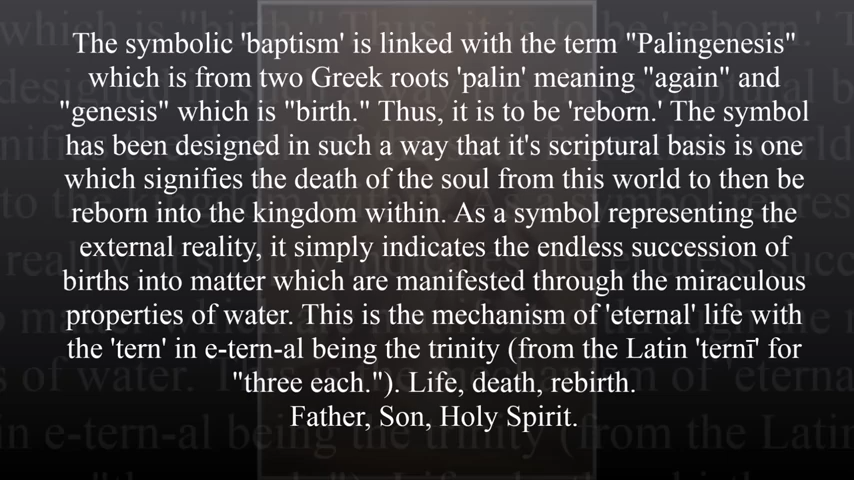 The symbolic 'baptism' is linked with the term "Palingenesis"
which is from two Greek roots 'palin' meaning "again" and
"genesis" which is "birth." Thus, it is to be 'reborn.' The symbol
has been designed in such a way that it's scriptural basis is one
which signifies the death of the soul from this world to then be
reborn into the kingdom within. As a symbol representing the
external reality, it simply indicates the endless succession of
births into matter which are manifested through the miraculous
properties of water. This is the mechanism of 'eternal' life with
the 'tern' in e-tern-al being the trinity (from the Latin 'ternī' for
"three each."). Life, death, rebirth.
Father, Son, Holy Spirit.